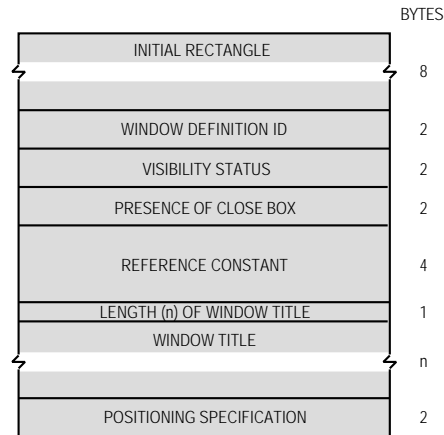 BYTES
INITIAL RECTANGLE
8
WINDOW DEFINITION ID 2
VISIBILITY STATUS 2
PRESENCE OF CLOSE BOX 2
REFERENCE CONSTANT 4
LENGTH (n) OF WINDOW TITLE 1
WINDOW TITLE
n
POSITIONING SPECIFICATION 2